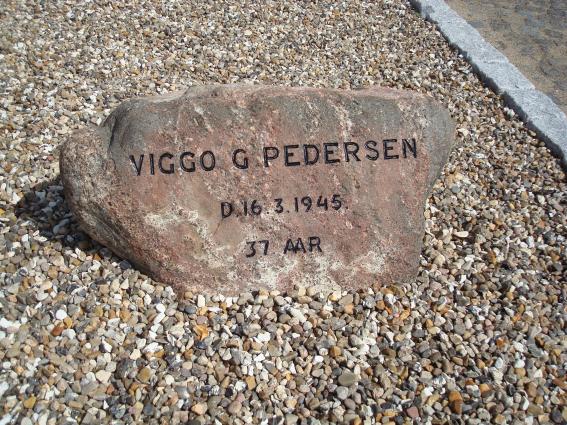 VIGGO G. PEDERSEN
D. 16. 3. 1945.
37 AAR